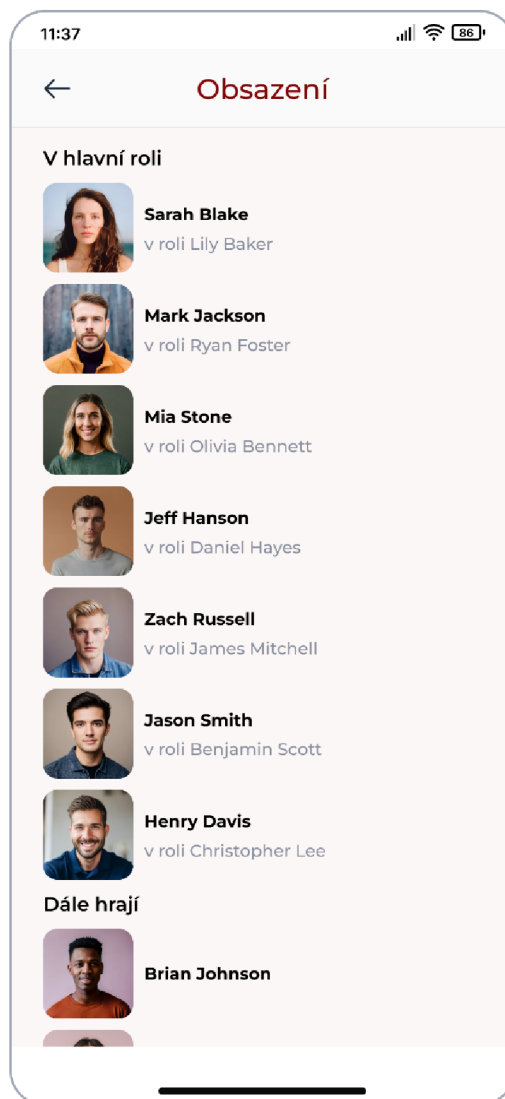 11:37
86
Obsazení
V hlavní roli
Sarah Blake
v roli Lily Baker
Mark Jackson
v roli Ryan Foster
Mia Stone
v roli Olivia Bennett
Jeff Hanson
v roli Daniel Hayes
Zach Russell
v roli James Mitchell
Jason Smith
v roli Benjamin Scott
Henry Davis
v roli Christopher Lee
Dále hrají
Brian Johnson